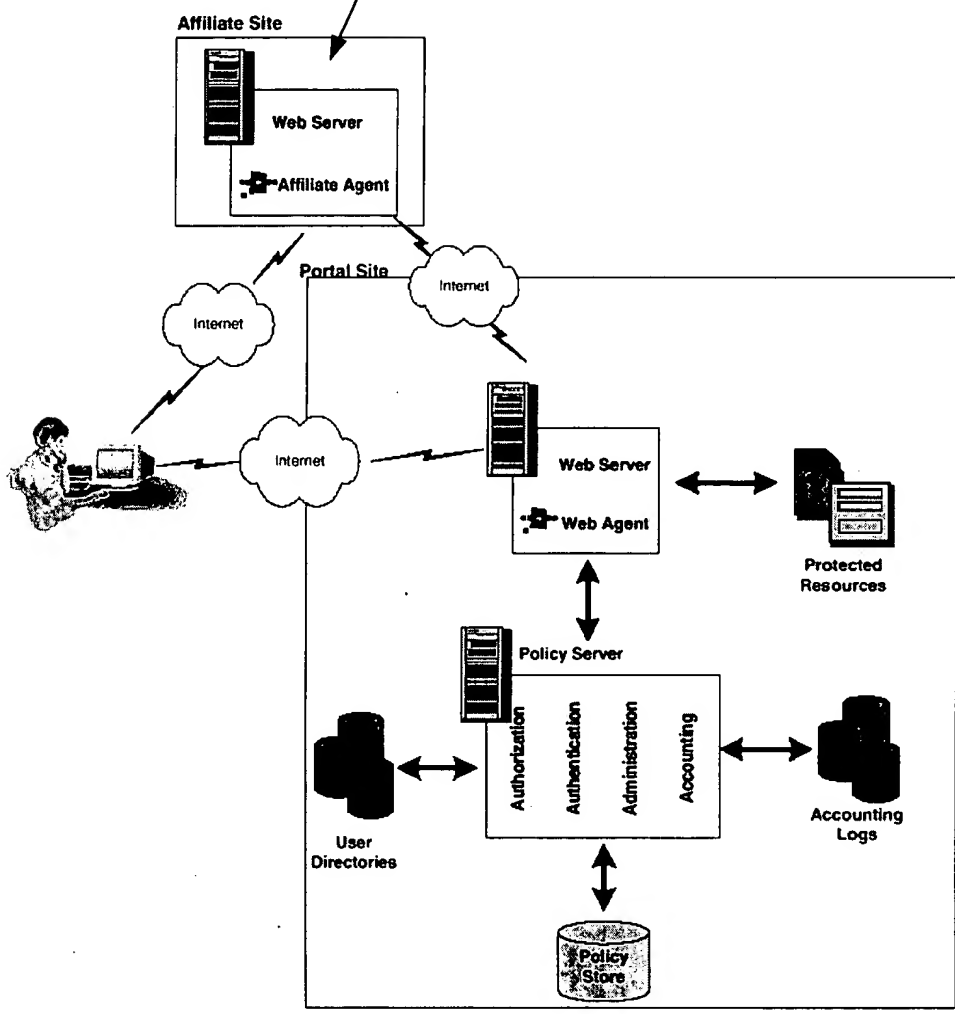 Affiliate Site
Web Server
Affiliate Agent
Portal Site
Internet
Internet
Internet
Web Server
Web Agent
Protected
Resources
Policy Server
Authorization
Authentication
Administration
Accounting
User
Directories
Accounting
Logs
Policy
Store